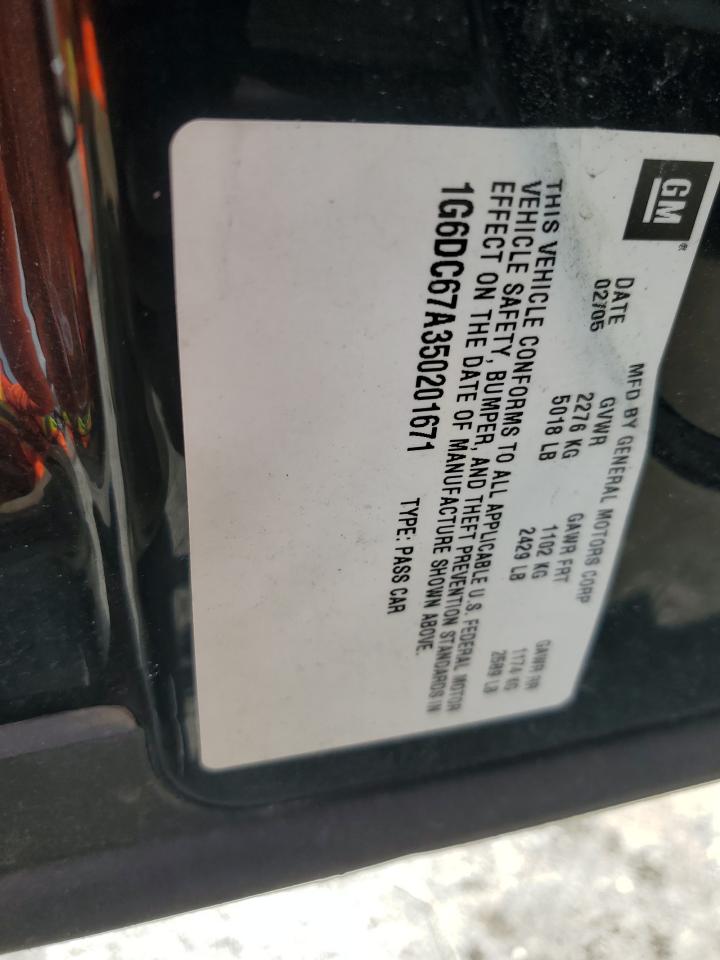 GM ®
MFD BY GENERAL MOTORS CORP
DATE GVWR GAWR FRT GAWR RR
02/05 2276 KG 1102 KG 1174 KG
5018 LB 2429 LB 2589 LB
THIS VEHICLE CONFORMS TO ALL APPLICABLE U.S. FEDERAL MOTOR
VEHICLE SAFETY, BUMPER, AND THEFT PREVENTION STANDARDS IN
EFFECT ON THE DATE OF MANUFACTURE SHOWN ABOVE.
1G6DC67A350201671 TYPE: PASS CAR